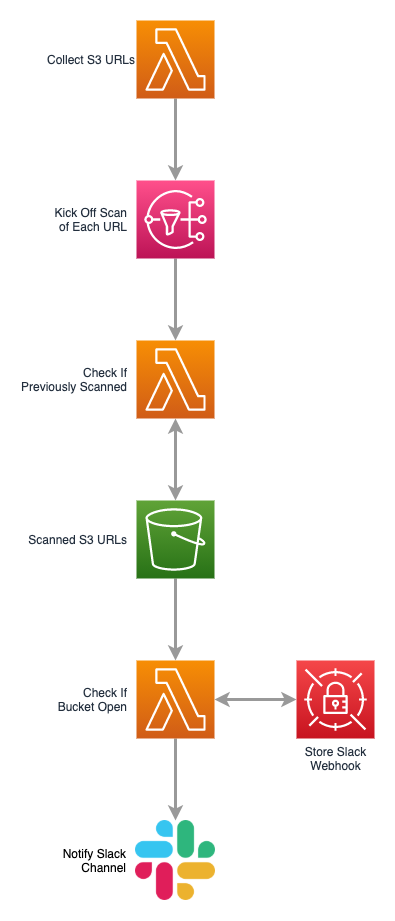 Collect S3 URLs
Kick Off Scan
of Each URL
Check If
Previously Scanned
Scanned S3 URLs
Check If
Bucket Open
Store Slack
Webhook
Notify Slack
Channel